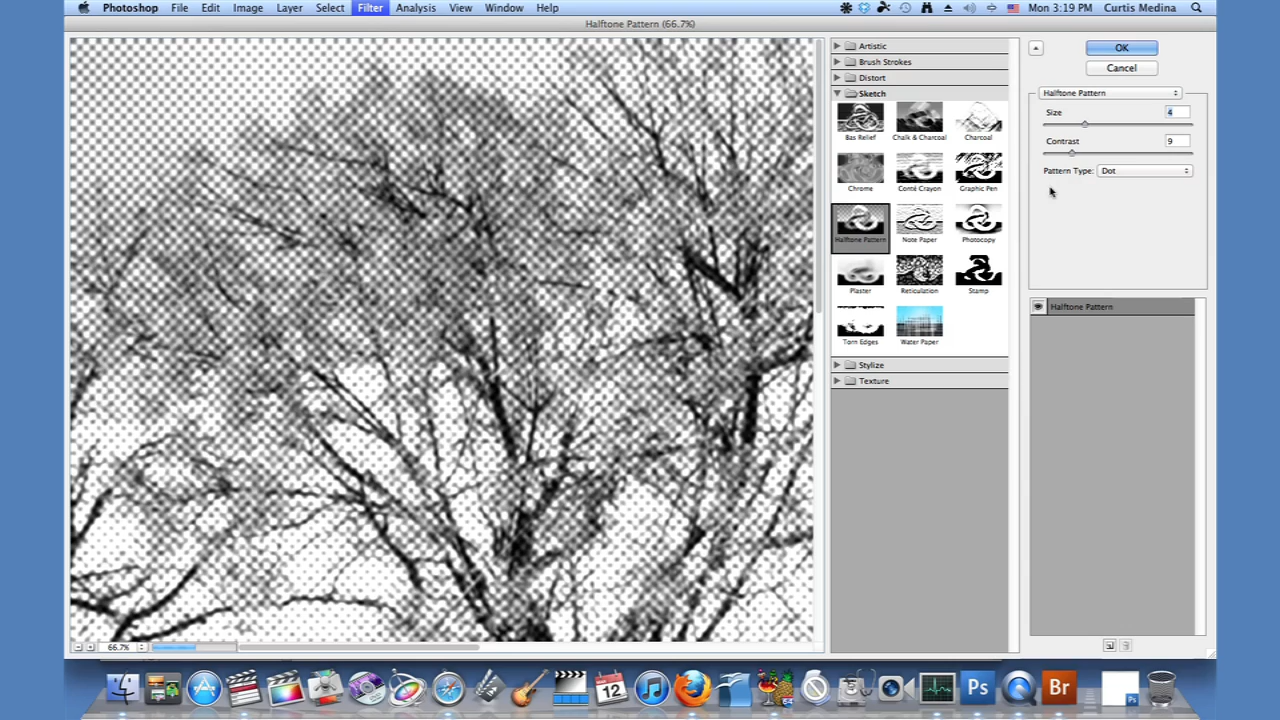 Photoshop File Edit Image Layer Select Filter Analysis View Window Help Mon 3:19 PM Curtis Medina
Halftone Pattern (66.7%)
Artistic
Brush Strokes
Distort
Sketch
Bas Relief Chalk & Charcoal Charcoal
Chrome Conté Crayon Graphic Pen
Halftone Pattern Note Paper Photocopy
Plaster Reticulation Stamp
Torn Edges Water Paper
Stylize
Texture
OK
Cancel
Halftone Pattern
Size 4
Contrast 9
Pattern Type: Dot
Halftone Pattern
66.7%
12
64
Ps Br
Ps